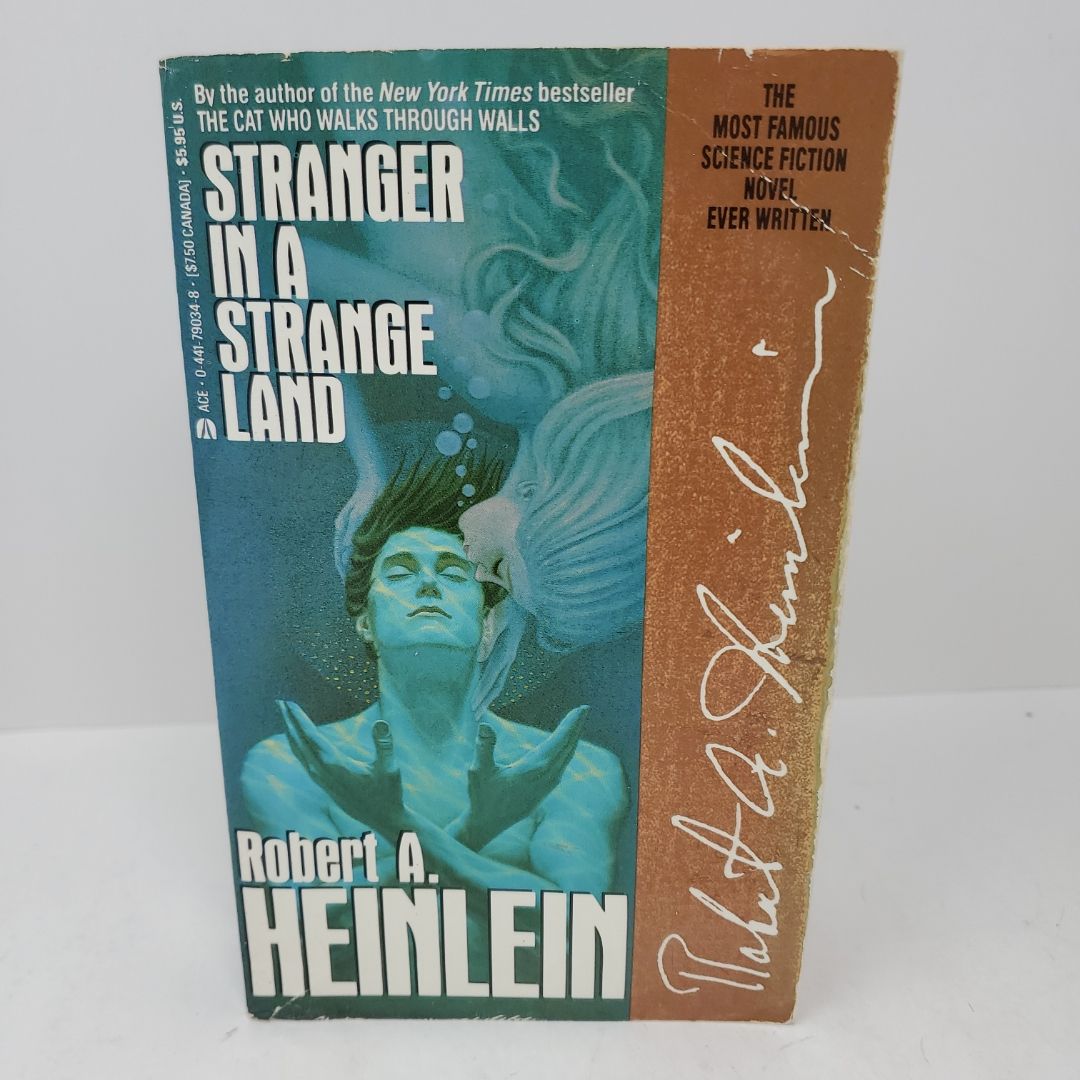 By the author of the New York Times bestseller
THE CAT WHO WALKS THROUGH WALLS
STRANGER
IN A
STRANGE
LAND
ACE • 0-441-79034-8 • [$7.50 CANADA] • $5.95 U.S.
Robert A.
HEINLEIN
THE
MOST FAMOUS
SCIENCE FICTION
NOVEL
EVER WRITTEN
Robert A. Heinlein